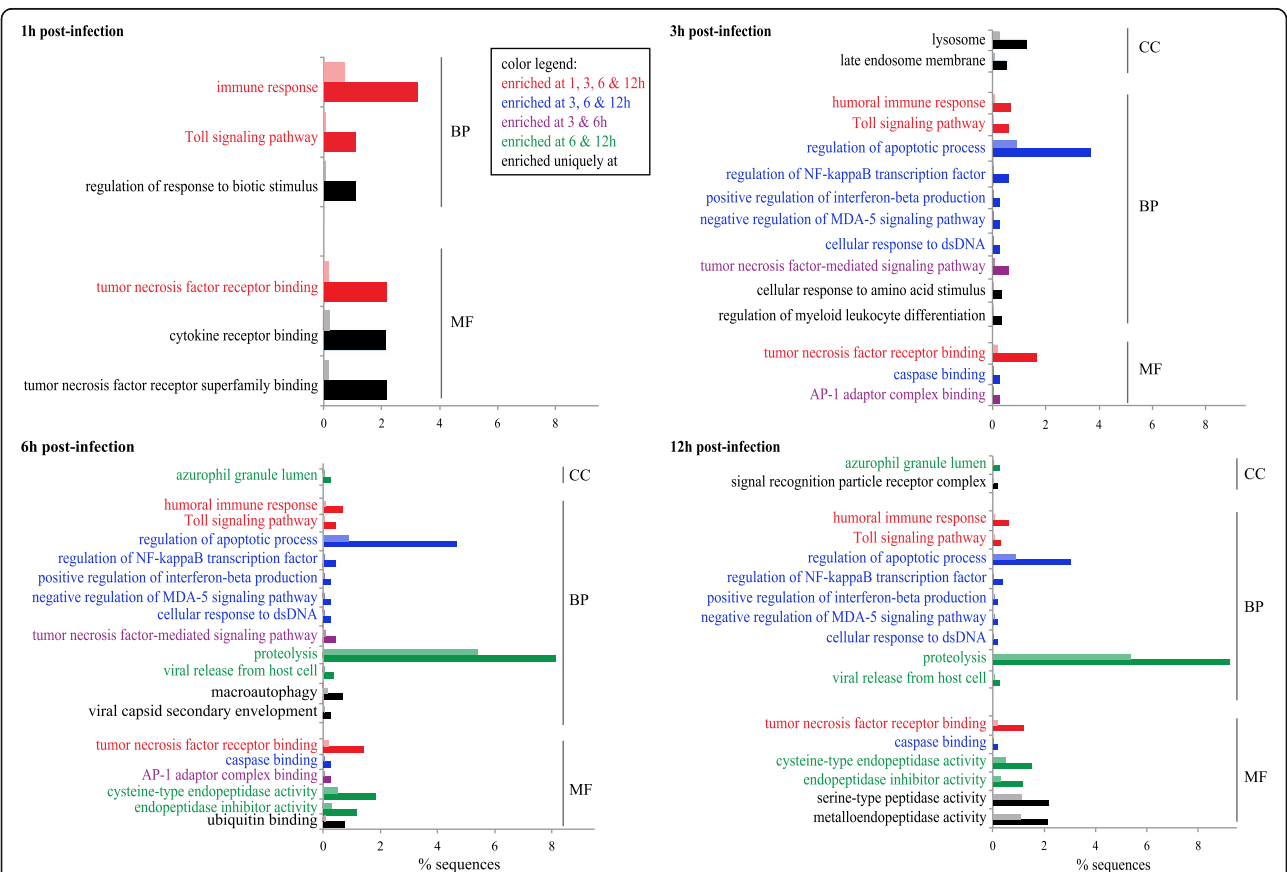 1h post-infection
immune response
Toll signaling pathway
regulation of response to biotic stimulus
BP
tumor necrosis factor receptor binding
cytokine receptor binding
tumor necrosis factor receptor superfamily binding
MF
0 2 4 6 8
color legend:
enriched at 1, 3, 6 & 12h
enriched at 3, 6 & 12h
enriched at 3 & 6h
enriched at 6 & 12h
enriched uniquely at
3h post-infection
lysosome
late endosome membrane
CC
humoral immune response
Toll signaling pathway
regulation of apoptotic process
regulation of NF-kappaB transcription factor
positive regulation of interferon-beta production
negative regulation of MDA-5 signaling pathway
cellular response to dsDNA
tumor necrosis factor-mediated signaling pathway
cellular response to amino acid stimulus
regulation of myeloid leukocyte differentiation
BP
tumor necrosis factor receptor binding
caspase binding
AP-1 adaptor complex binding
MF
0 2 4 6 8
6h post-infection
azurophil granule lumen
CC
humoral immune response
Toll signaling pathway
regulation of apoptotic process
regulation of NF-kappaB transcription factor
positive regulation of interferon-beta production
negative regulation of MDA-5 signaling pathway
cellular response to dsDNA
tumor necrosis factor-mediated signaling pathway
proteolysis
viral release from host cell
macroautophagy
viral capsid secondary envelopment
BP
tumor necrosis factor receptor binding
caspase binding
AP-1 adaptor complex binding
cysteine-type endopeptidase activity
endopeptidase inhibitor activity
ubiquitin binding
MF
0 2 4 6 8
% sequences
12h post-infection
azurophil granule lumen
signal recognition particle receptor complex
CC
humoral immune response
Toll signaling pathway
regulation of apoptotic process
regulation of NF-kappaB transcription factor
positive regulation of interferon-beta production
negative regulation of MDA-5 signaling pathway
cellular response to dsDNA
proteolysis
viral release from host cell
BP
tumor necrosis factor receptor binding
caspase binding
cysteine-type endopeptidase activity
endopeptidase inhibitor activity
serine-type peptidase activity
metalloendopeptidase activity
MF
0 2 4 6 8
% sequences